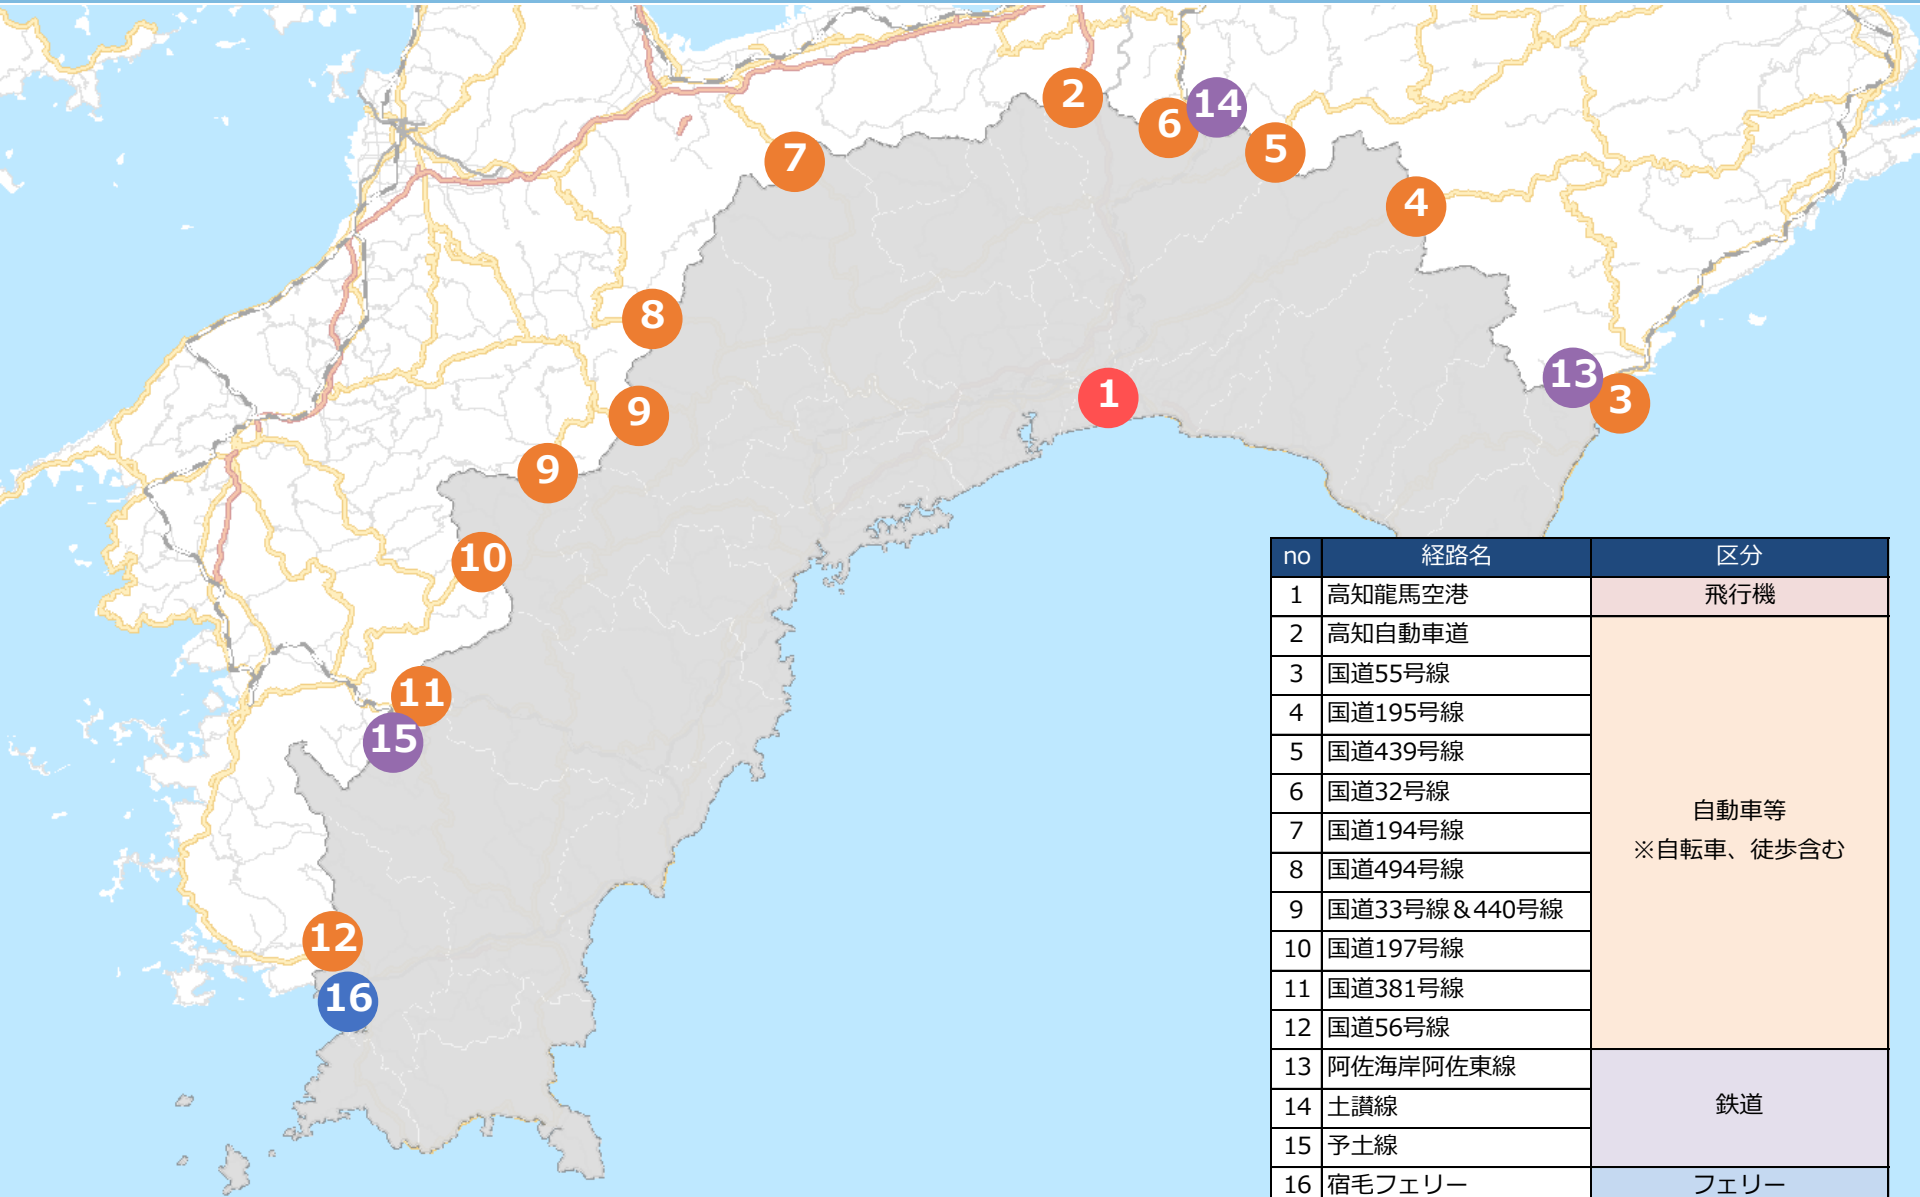 2
14
6
7
5
4
8
13
1
3
9
9
10
11
15
12
16
no 経路名 区分
1 高知龍馬空港 飛行機
2 高知自動車道
3 国道55号線
4 国道195号線
5 国道439号線
6 国道32号線
自動車等
7 国道194号線
※自転車、徒歩含む
8 国道494号線
9 国道33号線&440号線
10 国道197号線
11 国道381号線
12 国道56号線
13 阿佐海岸阿佐東線
14 土讃線 鉄道
15 予土線
16 宿毛フェリー フェリー